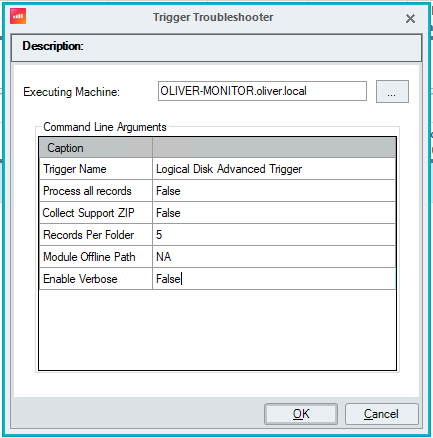 Trigger Troubleshooter
Description:
Executing Machine: OLIVER-MONITOR.oliver.local ...
Command Line Arguments
Caption
Trigger Name Logical Disk Advanced Trigger
Process all records False
Collect Support ZIP False
Records Per Folder 5
Module Offline Path NA
Enable Verbose False
OK Cancel